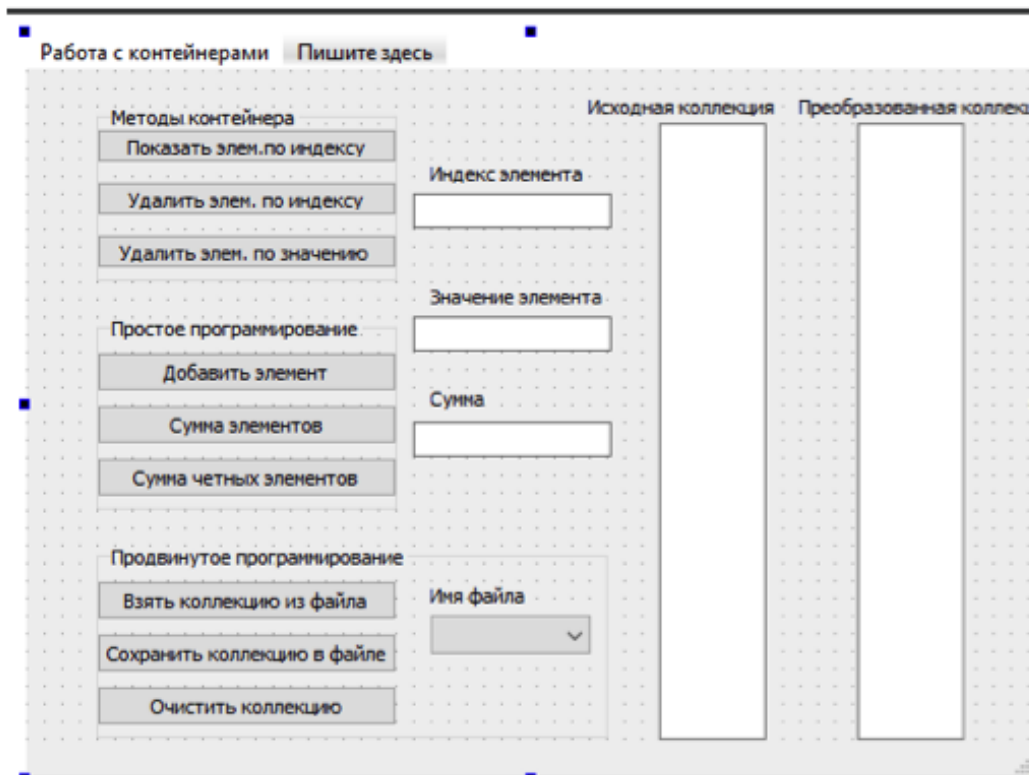 Работа с контейнерами Пишите здесь
Методы контейнера
Показать элем.по индексу
Удалить элем. по индексу
Удалить элем. по значению
Простое программирование
Добавить элемент
Сумма элементов
Сумма четных элементов
Продвинутое программирование
Взять коллекцию из файла
Сохранить коллекцию в файле
Очистить коллекцию
Индекс элемента
Значение элемента
Сумма
Имя файла
Исходная коллекция
Преобразованная коллекц